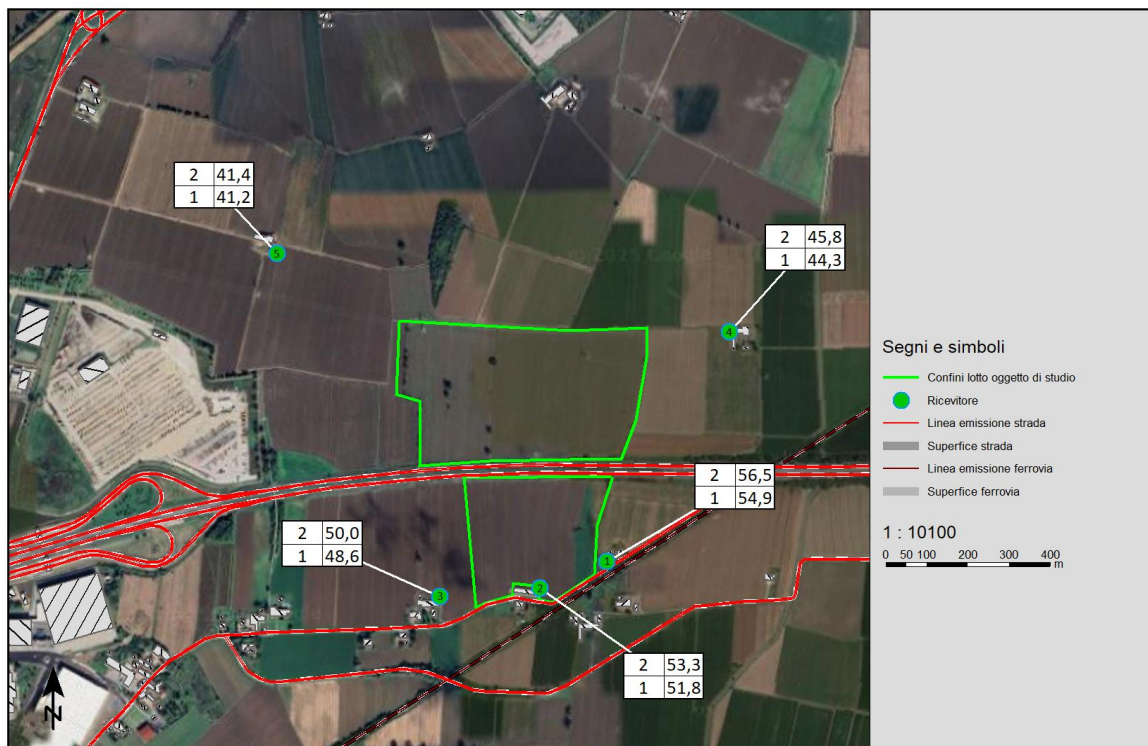 2 41,4
1 41,2
5
2 45,8
1 44,3
4
© 2025 Google
2 56,5
1 54,9
1
2 50,0
1 48,6
3
2
2 53,3
1 51,8
N
Segni e simboli
Confini lotto oggetto di studio
Ricevitore
Linea emissione strada
Superfice strada
Linea emissione ferrovia
Superfice ferrovia
1 : 10100
0 50 100 200 300 400
m